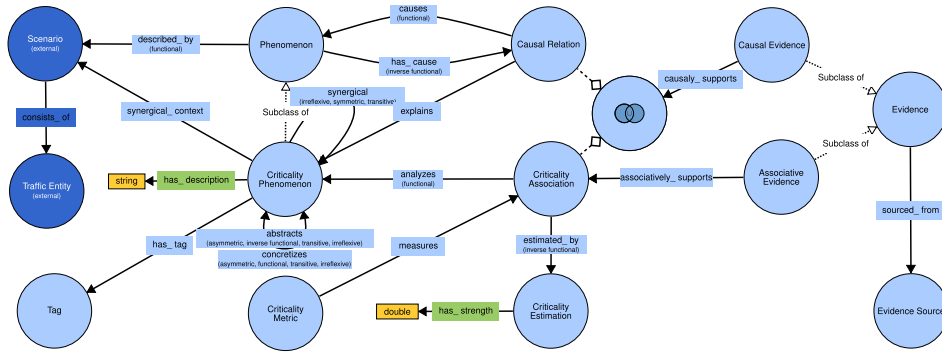 causes
(functional)
Scenario
(external)
described_ by
(functional)
Phenomenon
Causal Relation
Causal Evidence
has_ cause
(inverse functional)
causaly_ supports
Subclass of
synergical
(irreflexive, symmetric, transitive)
synergical_ context
Subclass of
explains
consists_ of
Evidence
Subclass of
Traffic Entity
(external)
string
has_ description
Criticality
Phenomenon
analyzes
(functional)
Criticality
Association
associatively_ supports
Associative
Evidence
sourced_ from
abstracts
(asymmetric, inverse functional, transitive, irreflexive)
has_ tag
measures
estimated_ by
(inverse functional)
concretizes
(asymmetric, functional, transitive, irreflexive)
Tag
Criticality
Metric
double
has_ strength
Criticality
Estimation
Evidence Source